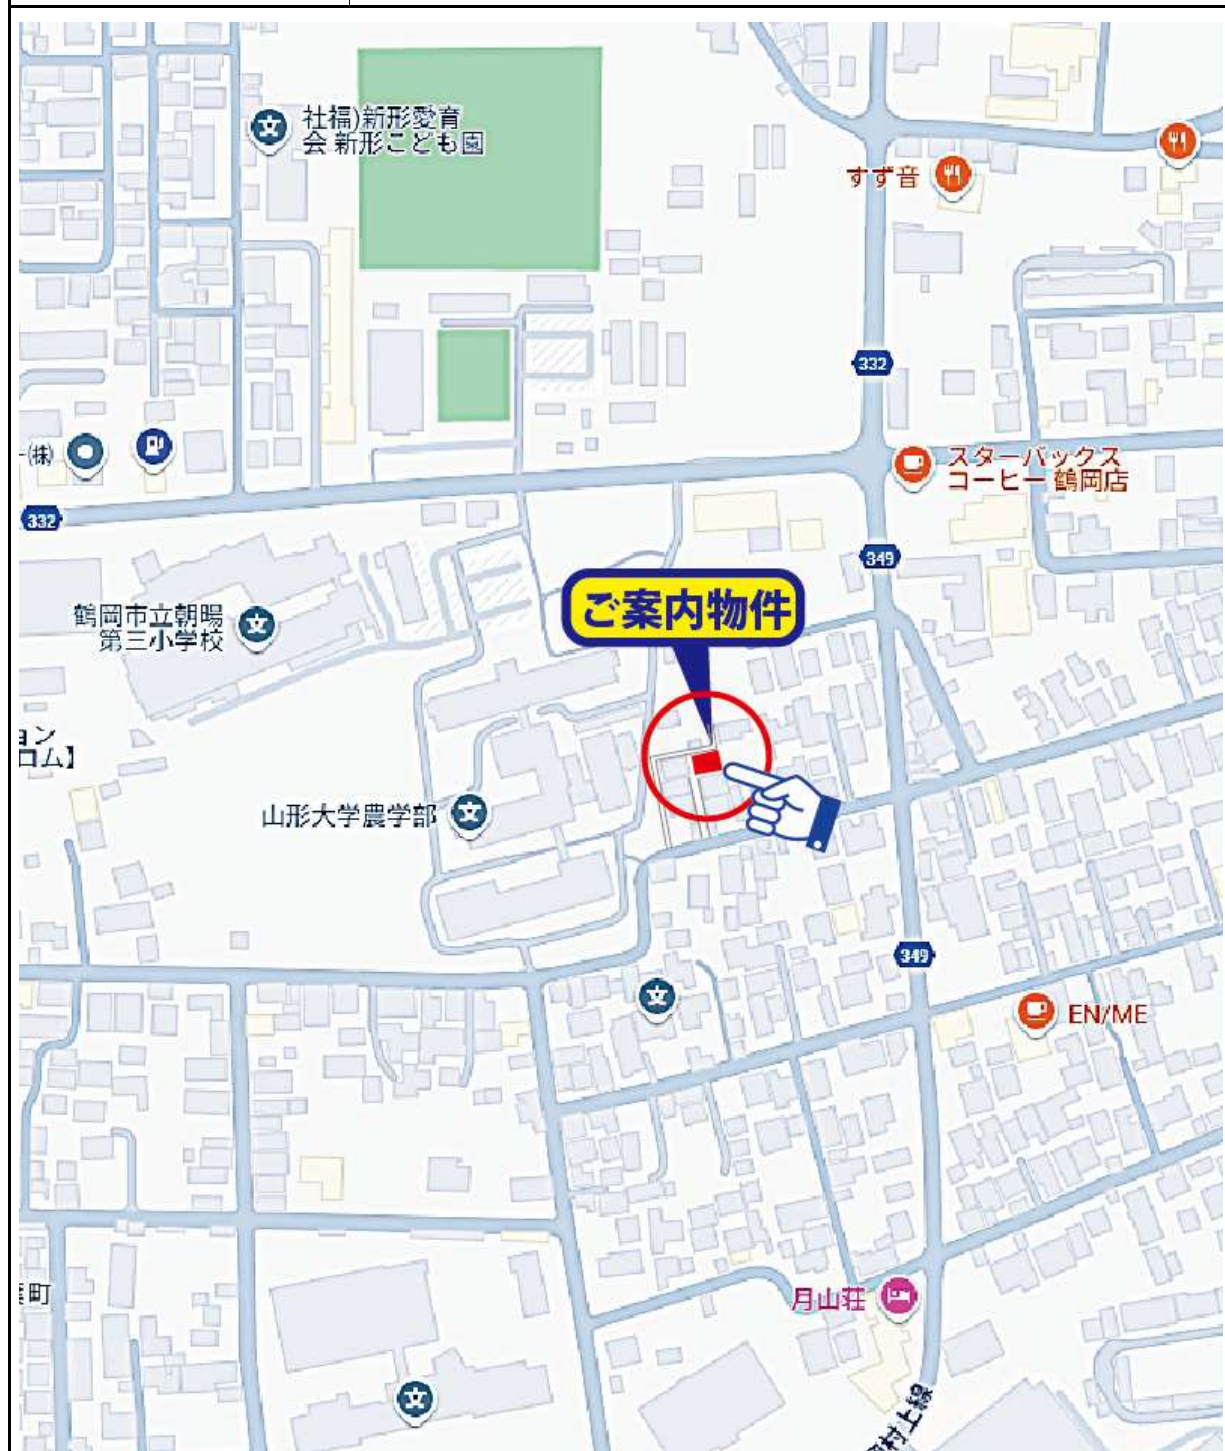 社福)新形愛育
会 新形こども園
すず音
332
(株)
スターバックス
コーヒー 鶴岡店
332
349
ご案内物件
鶴岡市立朝暘
第三小学校
ョン
ロム】
山形大学農学部
349
EN/ME
町
月山荘
村上線